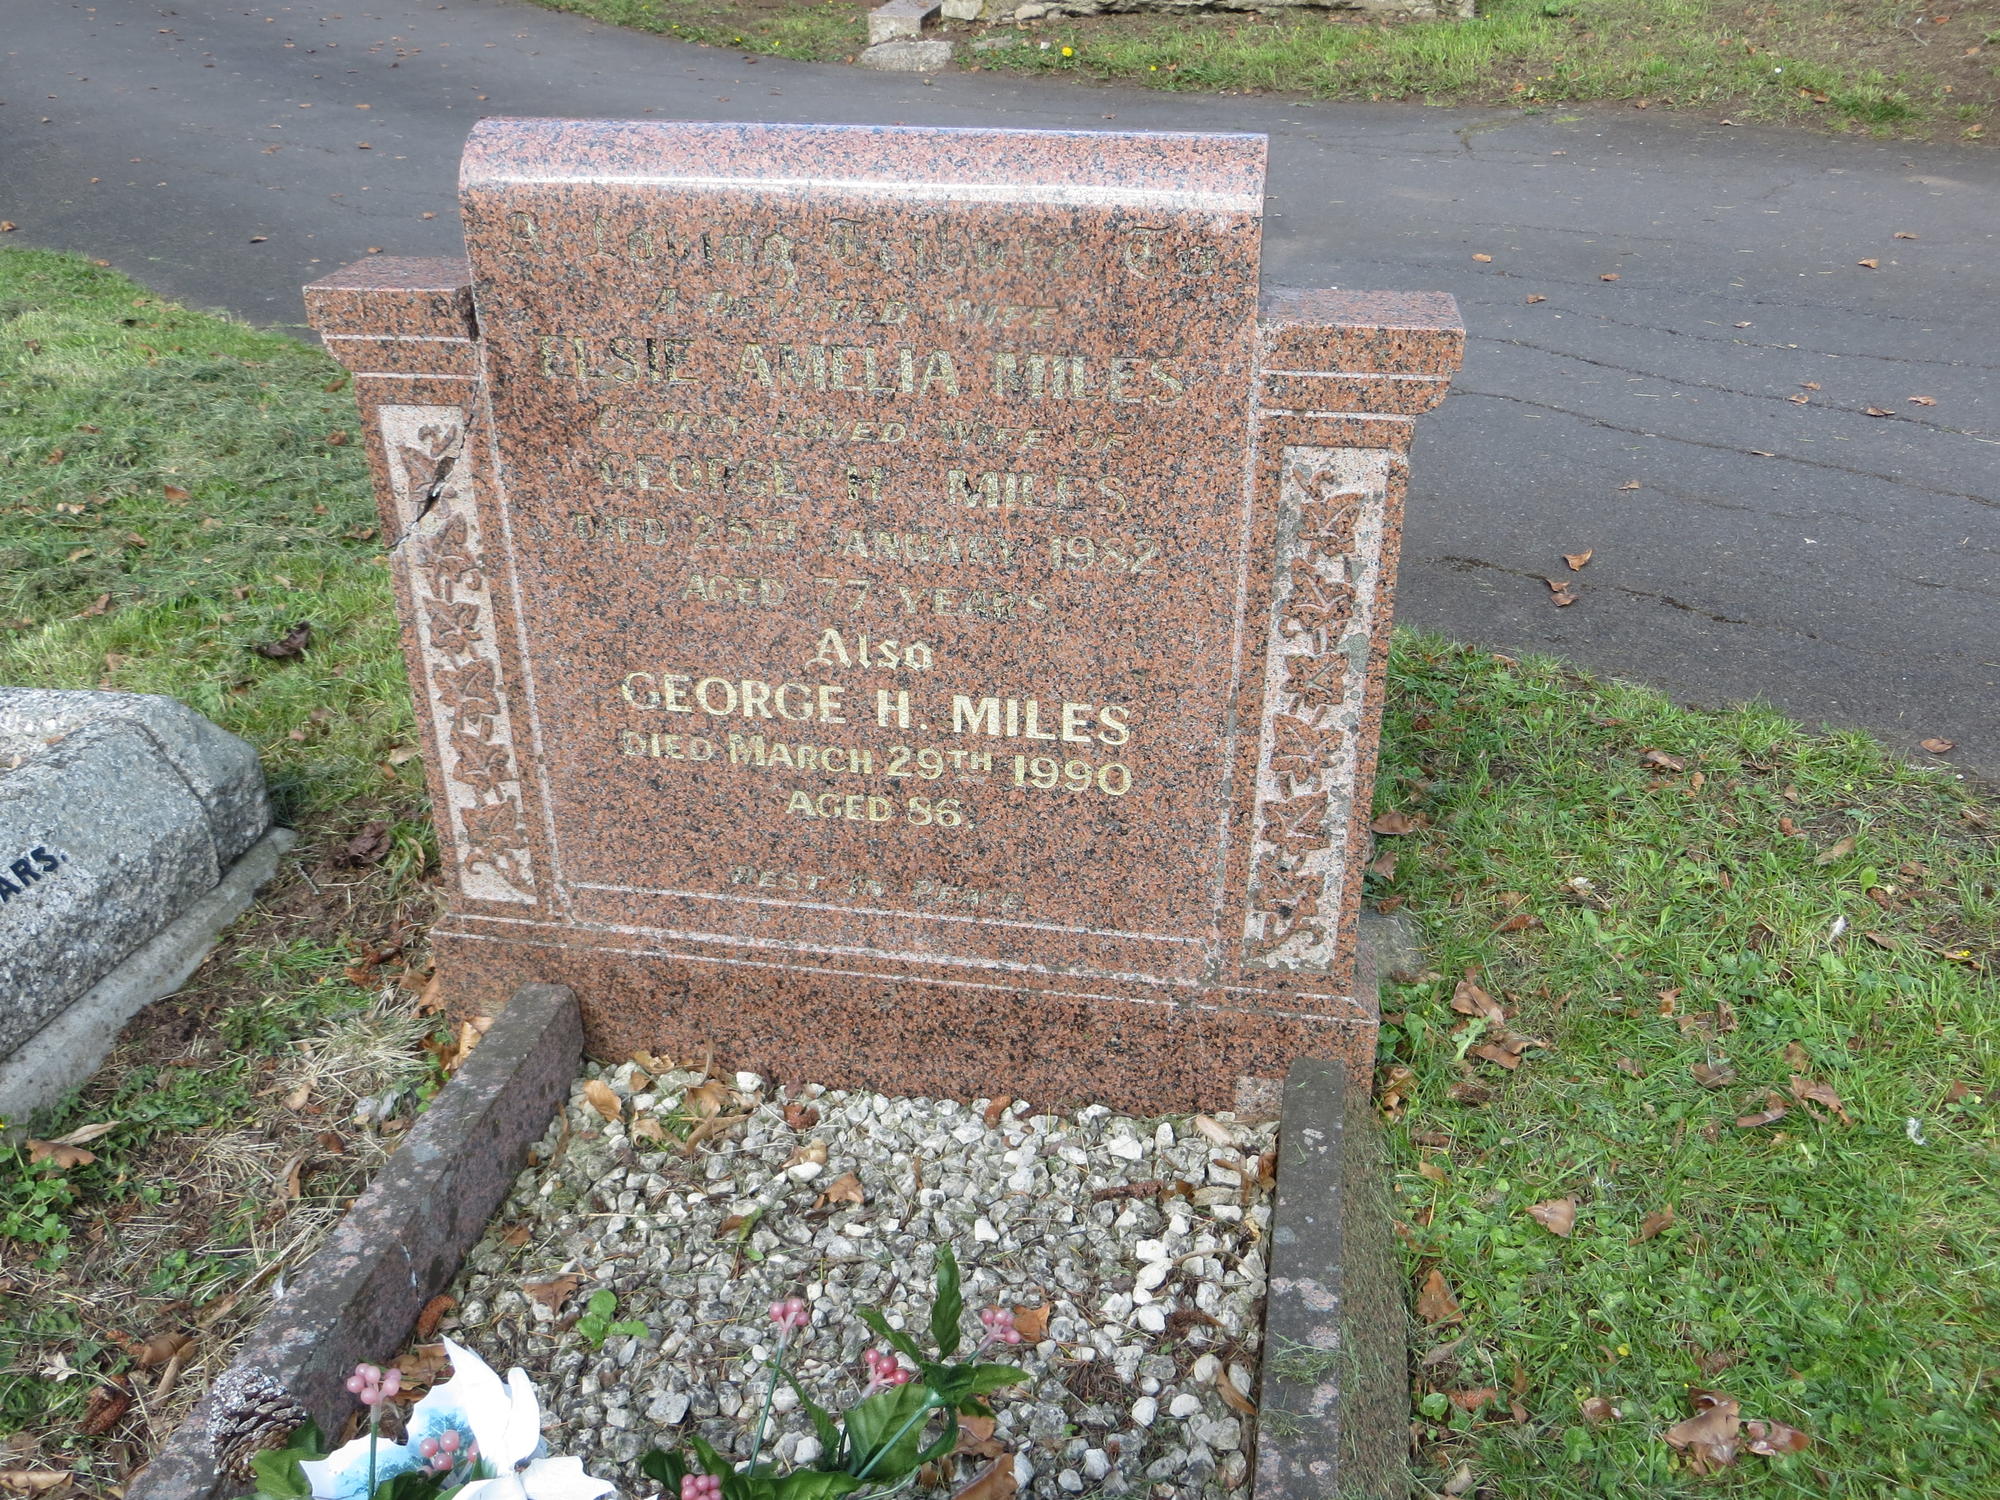 A Loving Tribute To
A DEVOTED WIFE
ELSIE AMELIA MILES
DEARLY LOVED WIFE OF
GEORGE H. MILES
DIED 25TH JANUARY 1982
AGED 77 YEARS
Also
GEORGE H. MILES
DIED MARCH 29TH 1990
AGED 86.
REST IN PEACE
ARS.